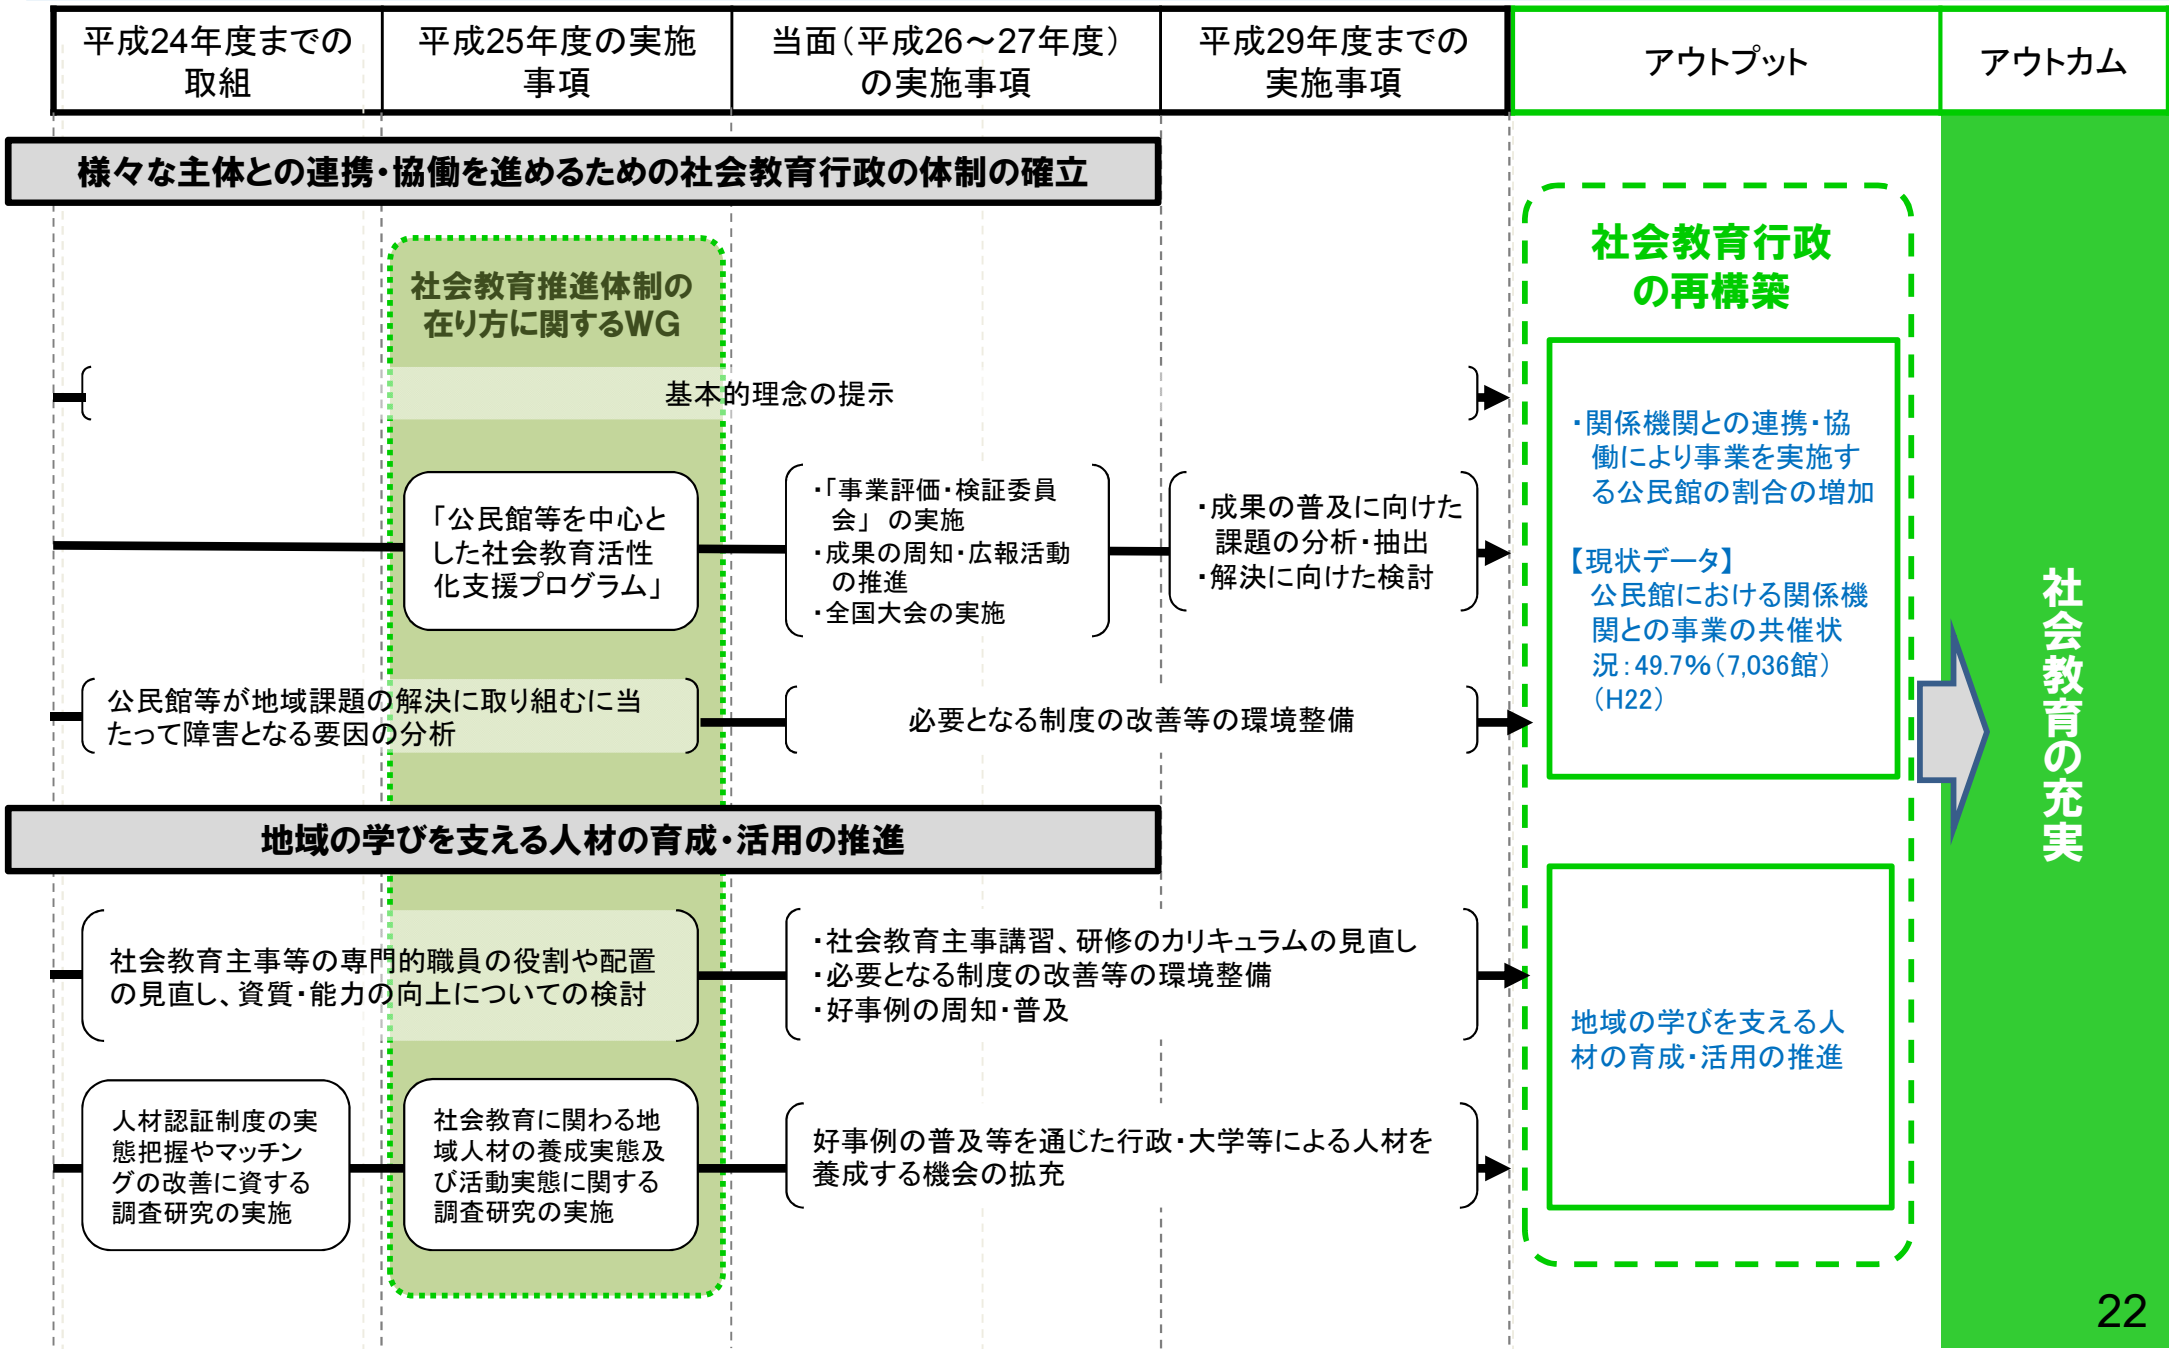 平成24年度までの
取組
平成25年度の実施
事項
当面（平成26～27年度）
の実施事項
平成29年度までの
実施事項
アウトプット
アウトカム
様々な主体との連携・協働を進めるための社会教育行政の体制の確立
社会教育推進体制の
在り方に関するWG
基本的理念の提示
「公民館等を中心と
した社会教育活性
化支援プログラム」
・「事業評価・検証委員
会」 の実施
・成果の周知・広報活動
の推進
・全国大会の実施
・成果の普及に向けた
課題の分析・抽出
・解決に向けた検討
公民館等が地域課題の解決に取り組むに当
たって障害となる要因の分析
必要となる制度の改善等の環境整備
地域の学びを支える人材の育成・活用の推進
社会教育主事等の専門的職員の役割や配置
の見直し、資質・能力の向上についての検討
・社会教育主事講習、研修のカリキュラムの見直し
・必要となる制度の改善等の環境整備
・好事例の周知・普及
人材認証制度の実
態把握やマッチン
グの改善に資する
調査研究の実施
社会教育に関わる地
域人材の養成実態及
び活動実態に関する
調査研究の実施
好事例の普及等を通じた行政・大学等による人材を
養成する機会の拡充
社会教育行政
の再構築
・関係機関との連携・協
働により事業を実施す
る公民館の割合の増加
【現状データ】
公民館における関係機
関との事業の共催状
況：49.7％（7,036館）
（H22）
地域の学びを支える人
材の育成・活用の推進
社会教育の充実
22